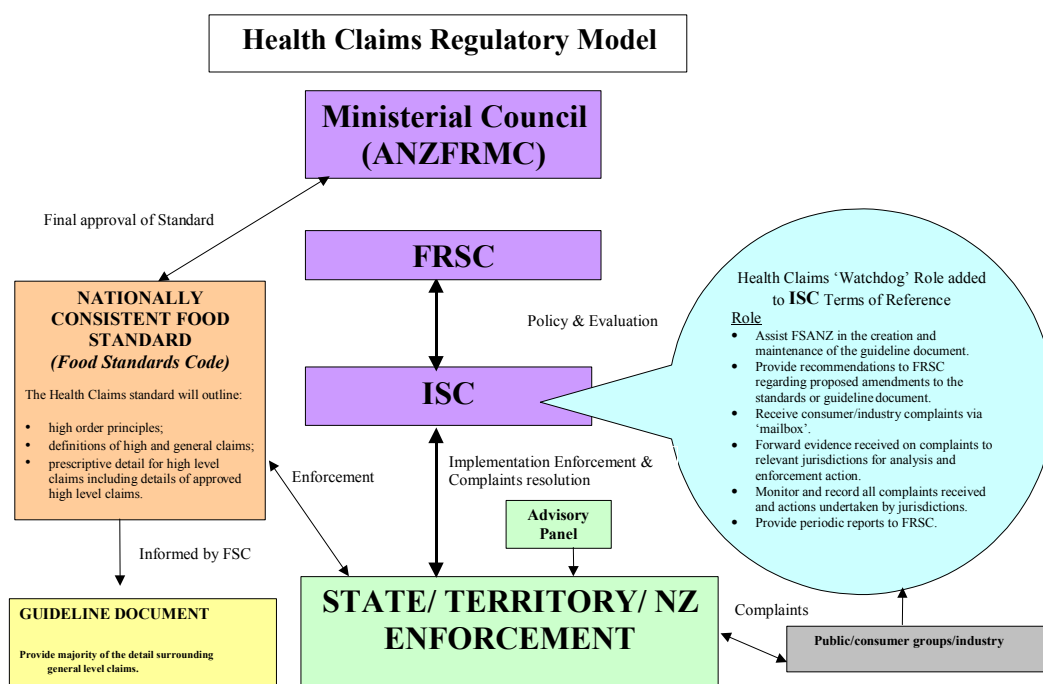 Health Claims Regulatory Model
Ministerial Council
(ANZFRMC)
Final approval of Standard
FRSC
NATIONALLY
CONSISTENT FOOD
STANDARD
(Food Standards Code)
The Health Claims standard will outline:
• high order principles;
• definitions of high and general claims;
• prescriptive detail for high level
claims including details of approved
high level claims.
Policy & Evaluation
ISC
Health Claims ‘Watchdog’ Role added
to ISC Terms of Reference
Role
• Assist FSANZ in the creation and
maintenance of the guideline document.
• Provide recommendations to FRSC
regarding proposed amendments to the
standards or guideline document.
• Receive consumer/industry complaints via
‘mailbox’.
• Forward evidence received on complaints to
relevant jurisdictions for analysis and
enforcement action.
• Monitor and record all complaints received
and actions undertaken by jurisdictions.
• Provide periodic reports to FRSC.
Enforcement
Implementation Enforcement &
Complaints resolution
Advisory
Panel
Informed by FSC
GUIDELINE DOCUMENT
Provide majority of the detail surrounding
general level claims.
STATE/ TERRITORY/ NZ
ENFORCEMENT
Complaints
Public/consumer groups/industry